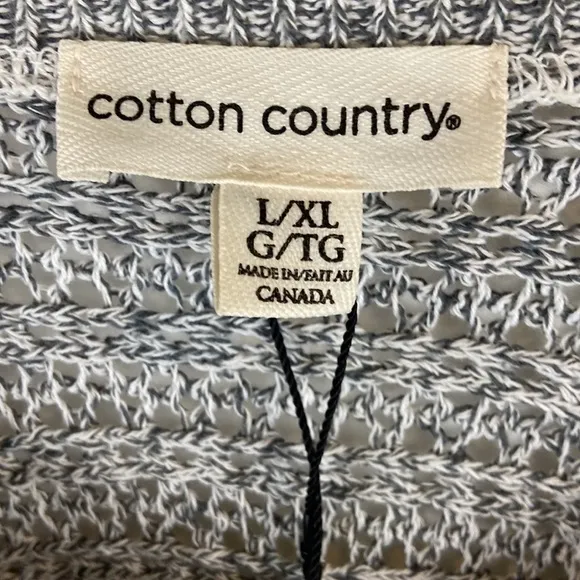 cotton country®
L/XL
G/TG
MADE IN/FAIT AU
CANADA